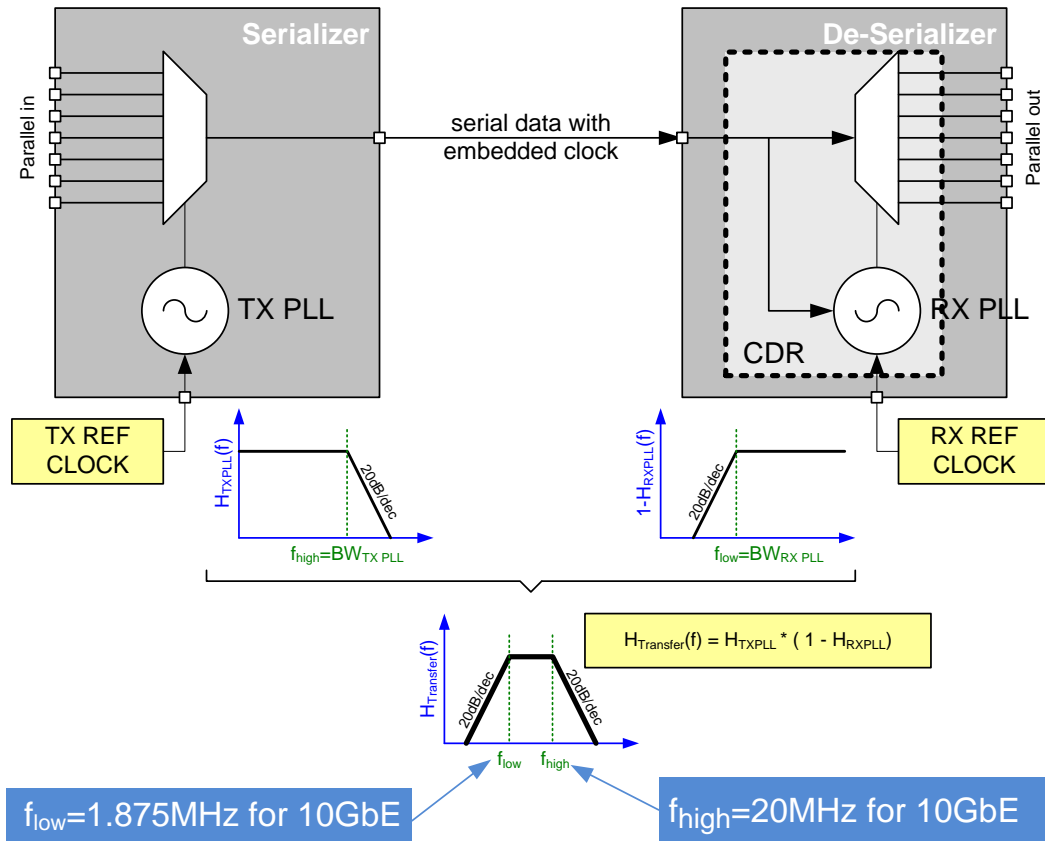 Serializer
De-Serializer
Parallel in
serial data with
embedded clock
Parallel out
TX PLL
RX PLL
CDR
TX REF
CLOCK
RX REF
CLOCK
HTXPLL(f)
20dB/dec
fhigh=BWTX PLL
1-HRXPLL(f)
20dB/dec
flow=BWRX PLL
HTransfer(f) = HTXPLL * ( 1 - HRXPLL)
HTransfer(f)
20dB/dec
20dB/dec
flow
fhigh
flow=1.875MHz for 10GbE
fhigh=20MHz for 10GbE